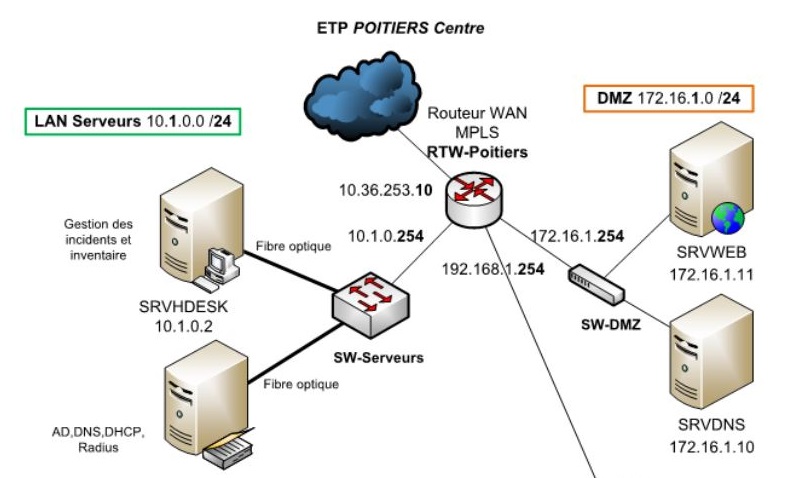 ETP POITIERS Centre
LAN Serveurs 10.1.0.0 /24
DMZ 172.16.1.0 /24
Routeur WAN
MPLS
RTW-Poitiers
10.36.253.10
10.1.0.254
172.16.1.254
192.168.1.254
Gestion des
incidents et
inventaire
Fibre optique
SRVHDESK
10.1.0.2
SW-Serveurs
Fibre optique
AD,DNS,DHCP,
Radius
SRVWEB
172.16.1.11
SW-DMZ
SRVDNS
172.16.1.10